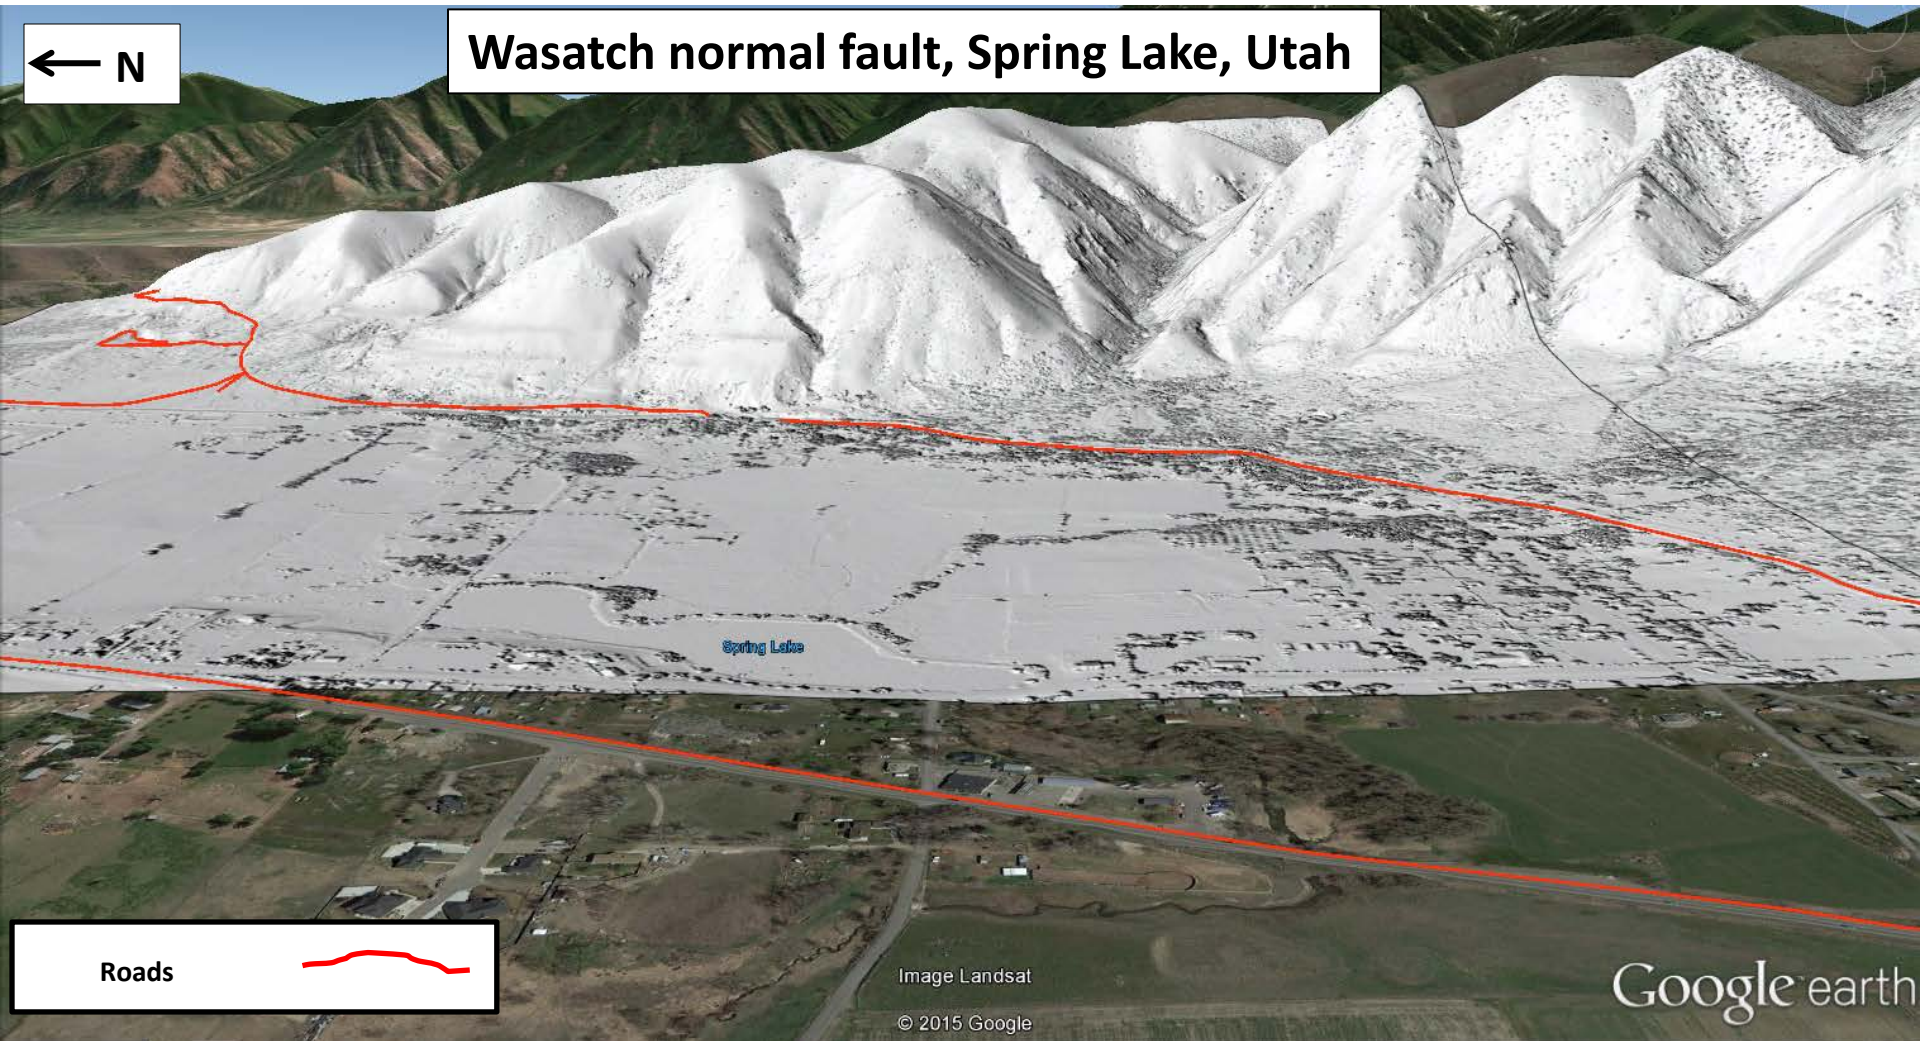 N
Wasatch normal fault, Spring Lake, Utah
Spring Lake
Roads
Image Landsat
© 2015 Google
Google earth